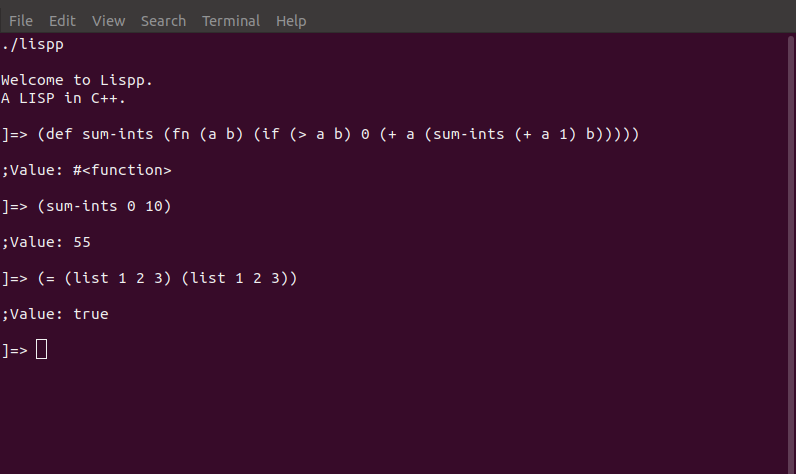 File Edit View Search Terminal Help
./lispp
Welcome to Lispp.
A LISP in C++.
]=> (def sum-ints (fn (a b) (if (> a b) 0 (+ a (sum-ints (+ a 1) b)))))
;Value: #<function>
]=> (sum-ints 0 10)
;Value: 55
]=> (= (list 1 2 3) (list 1 2 3))
;Value: true
]=>